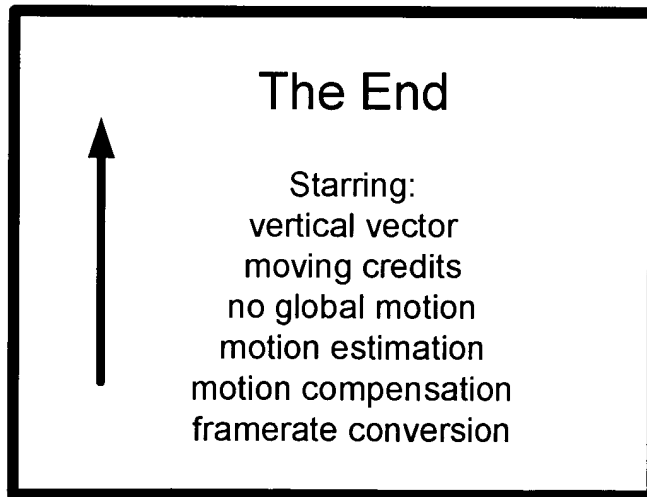 The End
Starring:
vertical vector
moving credits
no global motion
motion estimation
motion compensation
framerate conversion